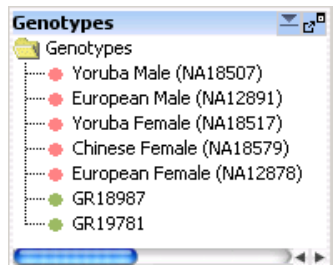 Genotypes
Genotypes
Yoruba Male (NA18507)
European Male (NA12891)
Yoruba Female (NA18517)
Chinese Female (NA18579)
European Female (NA12878)
GR18987
GR19781